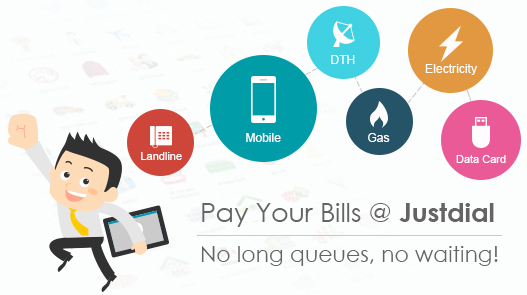 DTH
Electricity
Mobile
Gas
Landline
Data Card
Pay Your Bills @ Justdial
No long queues, no waiting!